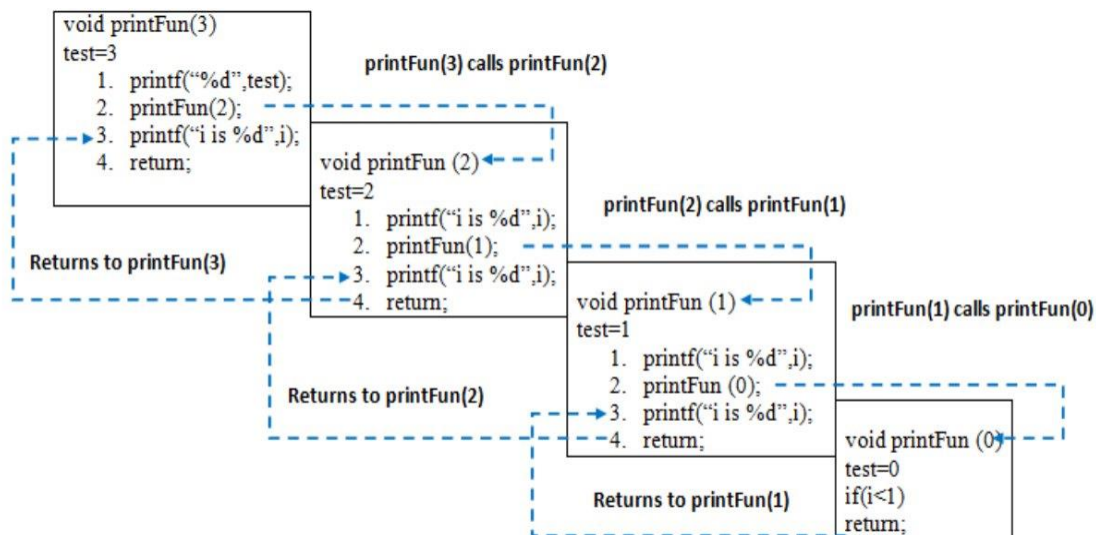 void printFun(3)
test=3
1. printf(“%d”,test);
2. printFun(2);
3. printf(“i is %d”,i);
4. return;
printFun(3) calls printFun(2)
void printFun (2)
test=2
1. printf(“i is %d”,i);
2. printFun(1);
3. printf(“i is %d”,i);
4. return;
Returns to printFun(3)
printFun(2) calls printFun(1)
void printFun (1)
test=1
1. printf(“i is %d”,i);
2. printFun (0);
3. printf(“i is %d”,i);
4. return;
Returns to printFun(2)
printFun(1) calls printFun(0)
void printFun (0)
test=0
if(i<1)
return;
Returns to printFun(1)